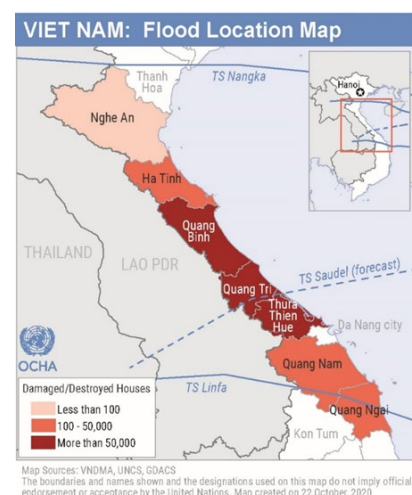 VIET NAM: Flood Location Map
Thanh
Hoa
TS Nangka
Hanoi
Nghe An
Ha Tinh
Quang
Binh
THAILAND
LAO PDR
TS Saudel (forecast)
Quang Tri
Thura
Thien
Hue
Da Nang city
OCHA
Quang Nam
Damaged/Destroyed Houses
Less than 100
100 - 50,000
More than 50,000
TS Linfa
Quang Ngai
Kon Tum
Map Sources: VNDMA, UNCS, GDACS
The boundaries and names shown and the designations used on this map do not imply official
endorsement or acceptance by the United Nations. Map created on 22 October 2020.